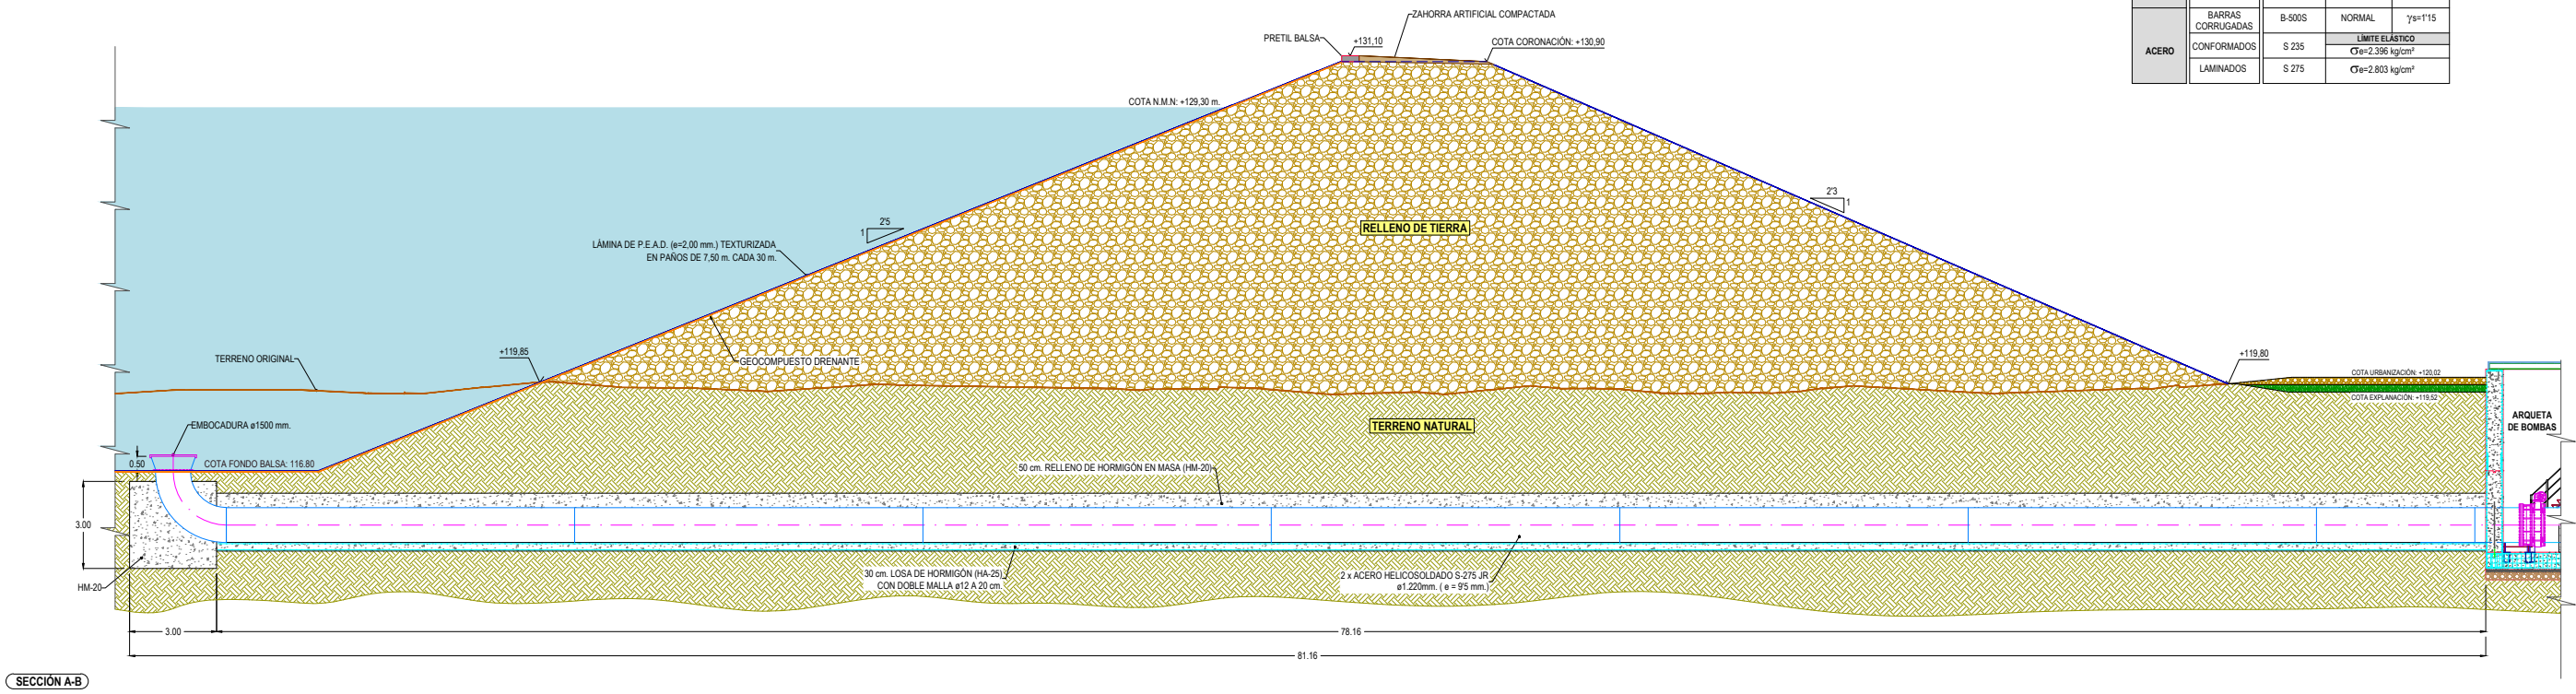 BARRAS
CORRUGADAS
B-500S
NORMAL
γs=1'15
ACERO
CONFORMADOS
S 235
LÍMITE ELÁSTICO
σe=2.396 kg/cm²
LAMINADOS
S 275
σe=2.803 kg/cm²
ZAHORRA ARTIFICIAL COMPACTADA
PRETIL BALSA
+131,10
COTA CORONACIÓN: +130,90
COTA N.M.N: +129,30 m.
2'5
1
2'3
1
RELLENO DE TIERRA
LÁMINA DE P.E.A.D. (e=2,00 mm.) TEXTURIZADA
EN PAÑOS DE 7,50 m. CADA 30 m.
TERRENO ORIGINAL
+119,85
GEOCOMPUESTO DRENANTE
+119,80
COTA URBANIZACIÓN: +120,02
COTA EXPLANACIÓN: +119,52
ARQUETA
DE BOMBAS
EMBOCADURA ø1500 mm.
TERRENO NATURAL
0.50
COTA FONDO BALSA: 116.80
50 cm. RELLENO DE HORMIGÓN EN MASA (HM-20)
3.00
HM-20
30 cm. LOSA DE HORMIGÓN (HA-25)
CON DOBLE MALLA ø12 A 20 cm.
2 x ACERO HELICOSOLDADO S-275 JR
ø1.220mm. ( e = 9'5 mm.)
3.00
78.16
81.16
SECCIÓN A-B